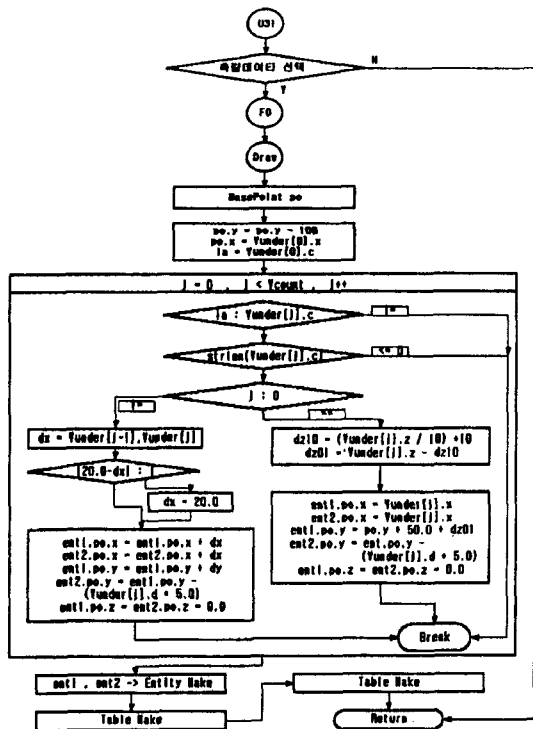 U31
측량데이타 선택
N
Y
FO
Draw
BasePoint po
po.y = po.y - 100
po.x = Yunder[0].x
la = Yunder[0].c
j = 0 , j < Ycount , j++
la : Yunder[j].c
!=
strlen(Yunder[j].c)
<= 0
j : 0
!=
==
dx = Yunder[j-1],Yunder[j]
|20.0-dx| :
dx = 20.0
dz10 = (Yunder[j].z / 10) *10
dz01 = Yunder[j].z - dz10
ent1.po.x = ent1.po.x + dx
ent2.po.x = ent2.po.x + dx
ent1.po.y = ent1.po.y + dy
ent2.po.y = ent1.po.y -
(Yunder[j].d * 5.0)
ent1.po.z = ent2.po.z = 0.0
ent1.po.x = Yunder[j].x
ent2.po.x = Yunder[j].x
ent1.po.y = po.y + 50.0 + dz01
ent2.po.y = ent.po.y -
(Yunder[j].d * 5.0)
ent1.po.z = ent2.po.z = 0.0
Break
ent1 , ent2 -> Entity Make
Table Make
Table Make
Return